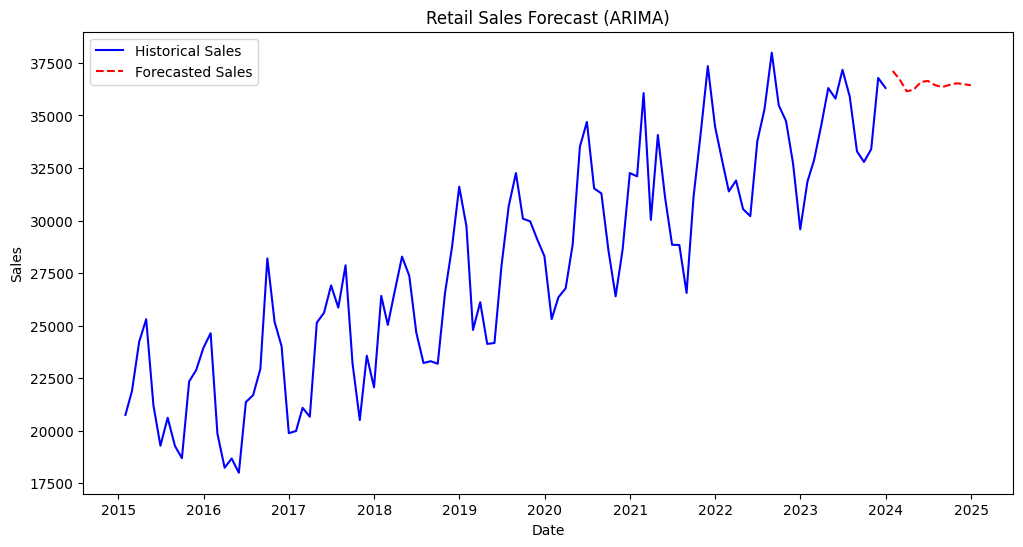 Retail Sales Forecast (ARIMA)
Historical Sales
Forecasted Sales
37500
35000
32500
30000
27500
25000
22500
20000
17500
Sales
2015 2016 2017 2018 2019 2020 2021 2022 2023 2024 2025
Date